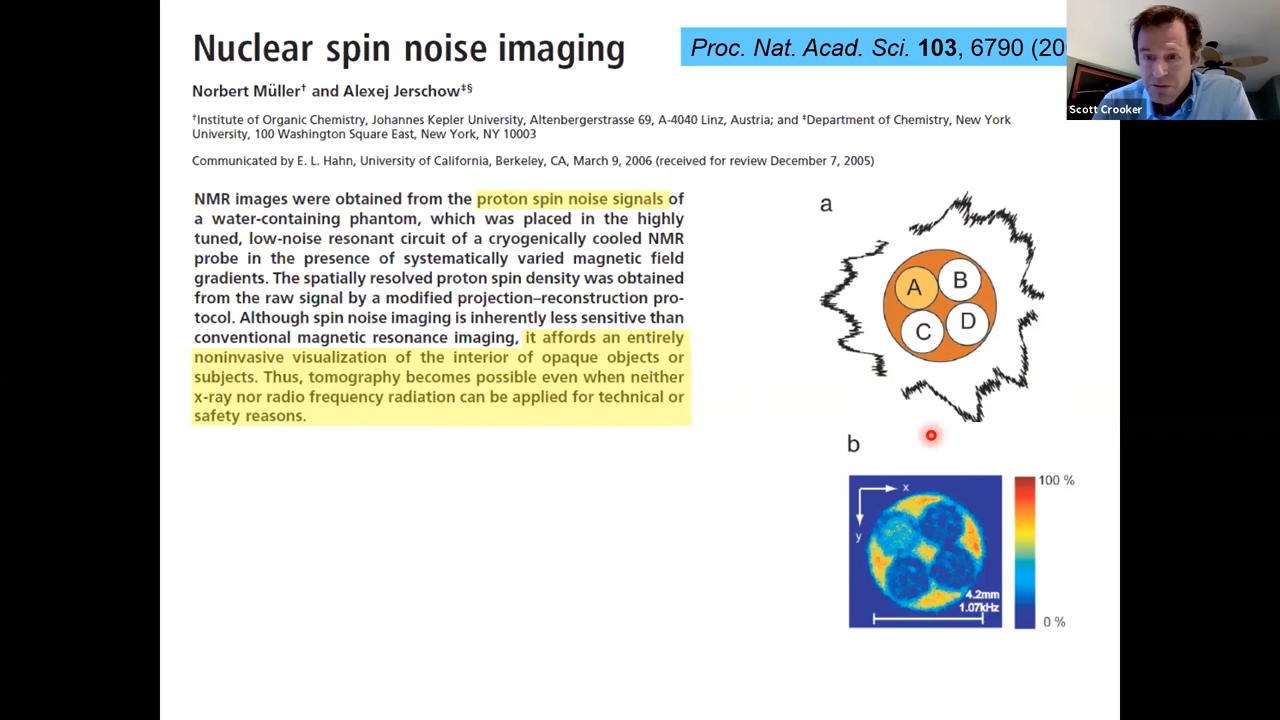 Nuclear spin noise imaging
Proc. Nat. Acad. Sci. 103, 6790 (20
Scott Crooker
Norbert Müller† and Alexej Jerschow‡§
†Institute of Organic Chemistry, Johannes Kepler University, Altenbergerstrasse 69, A-4040 Linz, Austria; and ‡Department of Chemistry, New York
University, 100 Washington Square East, New York, NY 10003
Communicated by E. L. Hahn, University of California, Berkeley, CA, March 9, 2006 (received for review December 7, 2005)
NMR images were obtained from the proton spin noise signals of
a water-containing phantom, which was placed in the highly
tuned, low-noise resonant circuit of a cryogenically cooled NMR
probe in the presence of systematically varied magnetic field
gradients. The spatially resolved proton spin density was obtained
from the raw signal by a modified projection–reconstruction pro-
tocol. Although spin noise imaging is inherently less sensitive than
conventional magnetic resonance imaging, it affords an entirely
noninvasive visualization of the interior of opaque objects or
subjects. Thus, tomography becomes possible even when neither
x-ray nor radio frequency radiation can be applied for technical or
safety reasons.
a
A
B
C
D
b
x
y
4.2mm
1.07kHz
100 %
0 %